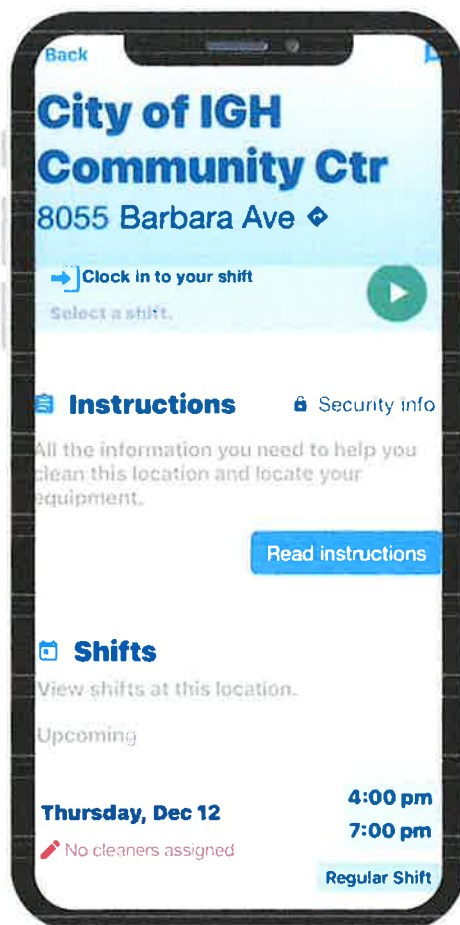 Back
City of IGH
Community Ctr
8055 Barbara Ave
Clock in to your shift
Select a shift.
Instructions
Security info
All the information you need to help you
clean this location and locate your
equipment.
Read instructions
Shifts
View shifts at this location.
Upcoming
Thursday, Dec 12
4:00 pm
7:00 pm
No cleaners assigned
Regular Shift